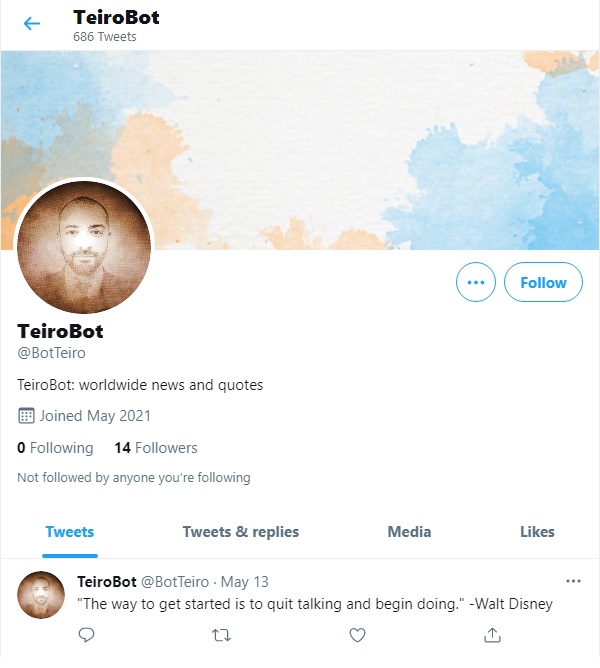 TeiroBot
686 Tweets
Follow
TeiroBot
@BotTeiro
TeiroBot: worldwide news and quotes
Joined May 2021
0 Following 14 Followers
Not followed by anyone you're following
Tweets Tweets & replies Media Likes
TeiroBot @BotTeiro · May 13
"The way to get started is to quit talking and begin doing." -Walt Disney